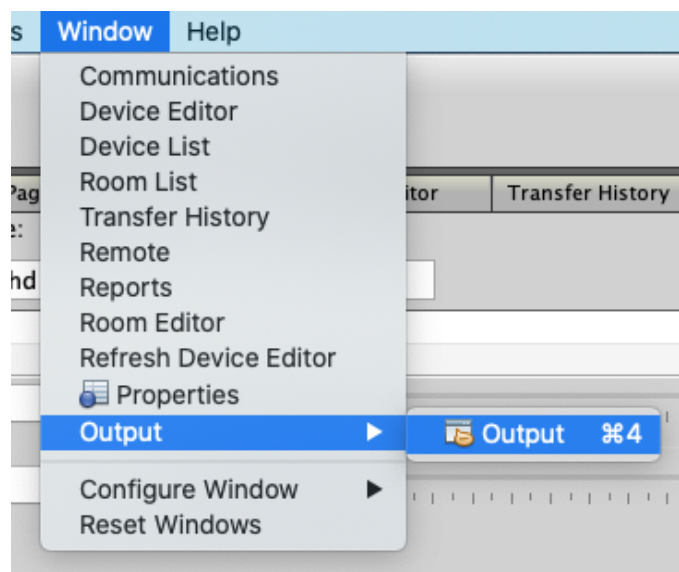 s Window Help
Communications
Device Editor
Device List
Room List
Pag itor Transfer History
Transfer History
e:
Remote
hd Reports
Room Editor
Refresh Device Editor
Properties
Output Output ⌘4
Configure Window
Reset Windows